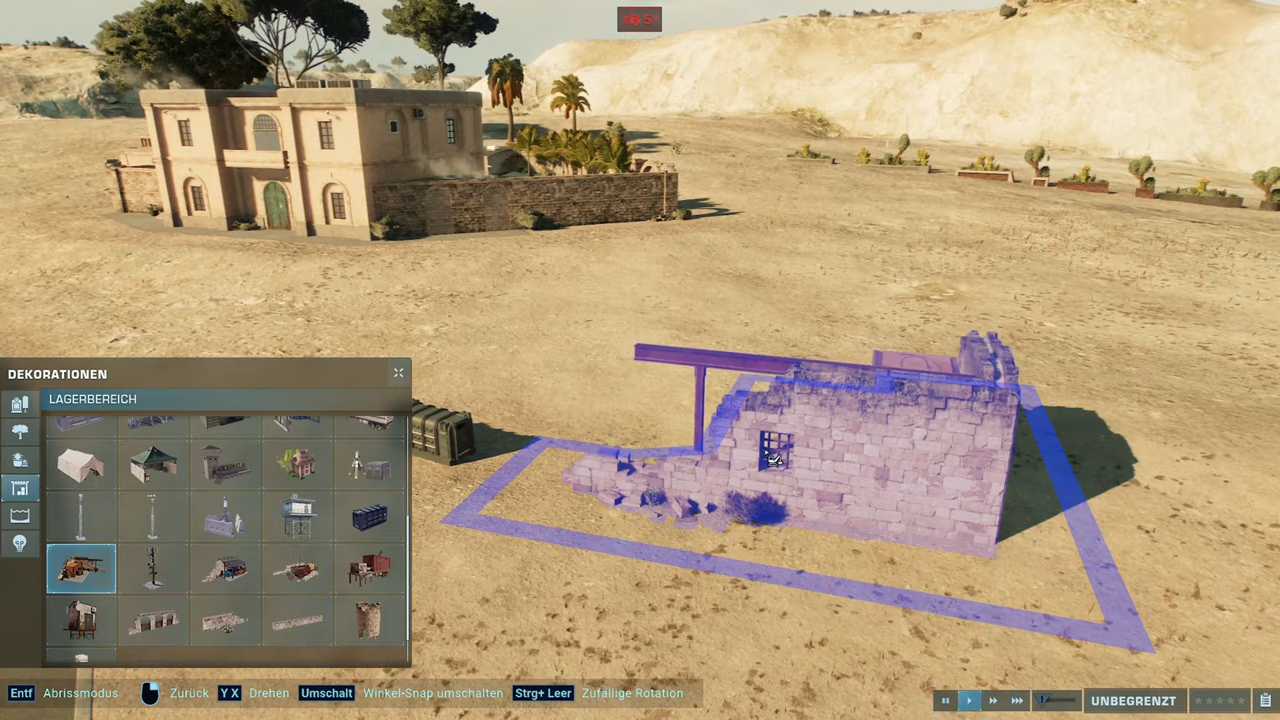 DEKORATIONEN
LAGERBEREICH
Entf Abrissmodus Zurück Y X Drehen Umschalt Winkel-Snap umschalten Strg+ Leer Zufällige Rotation
UNBEGRENZT